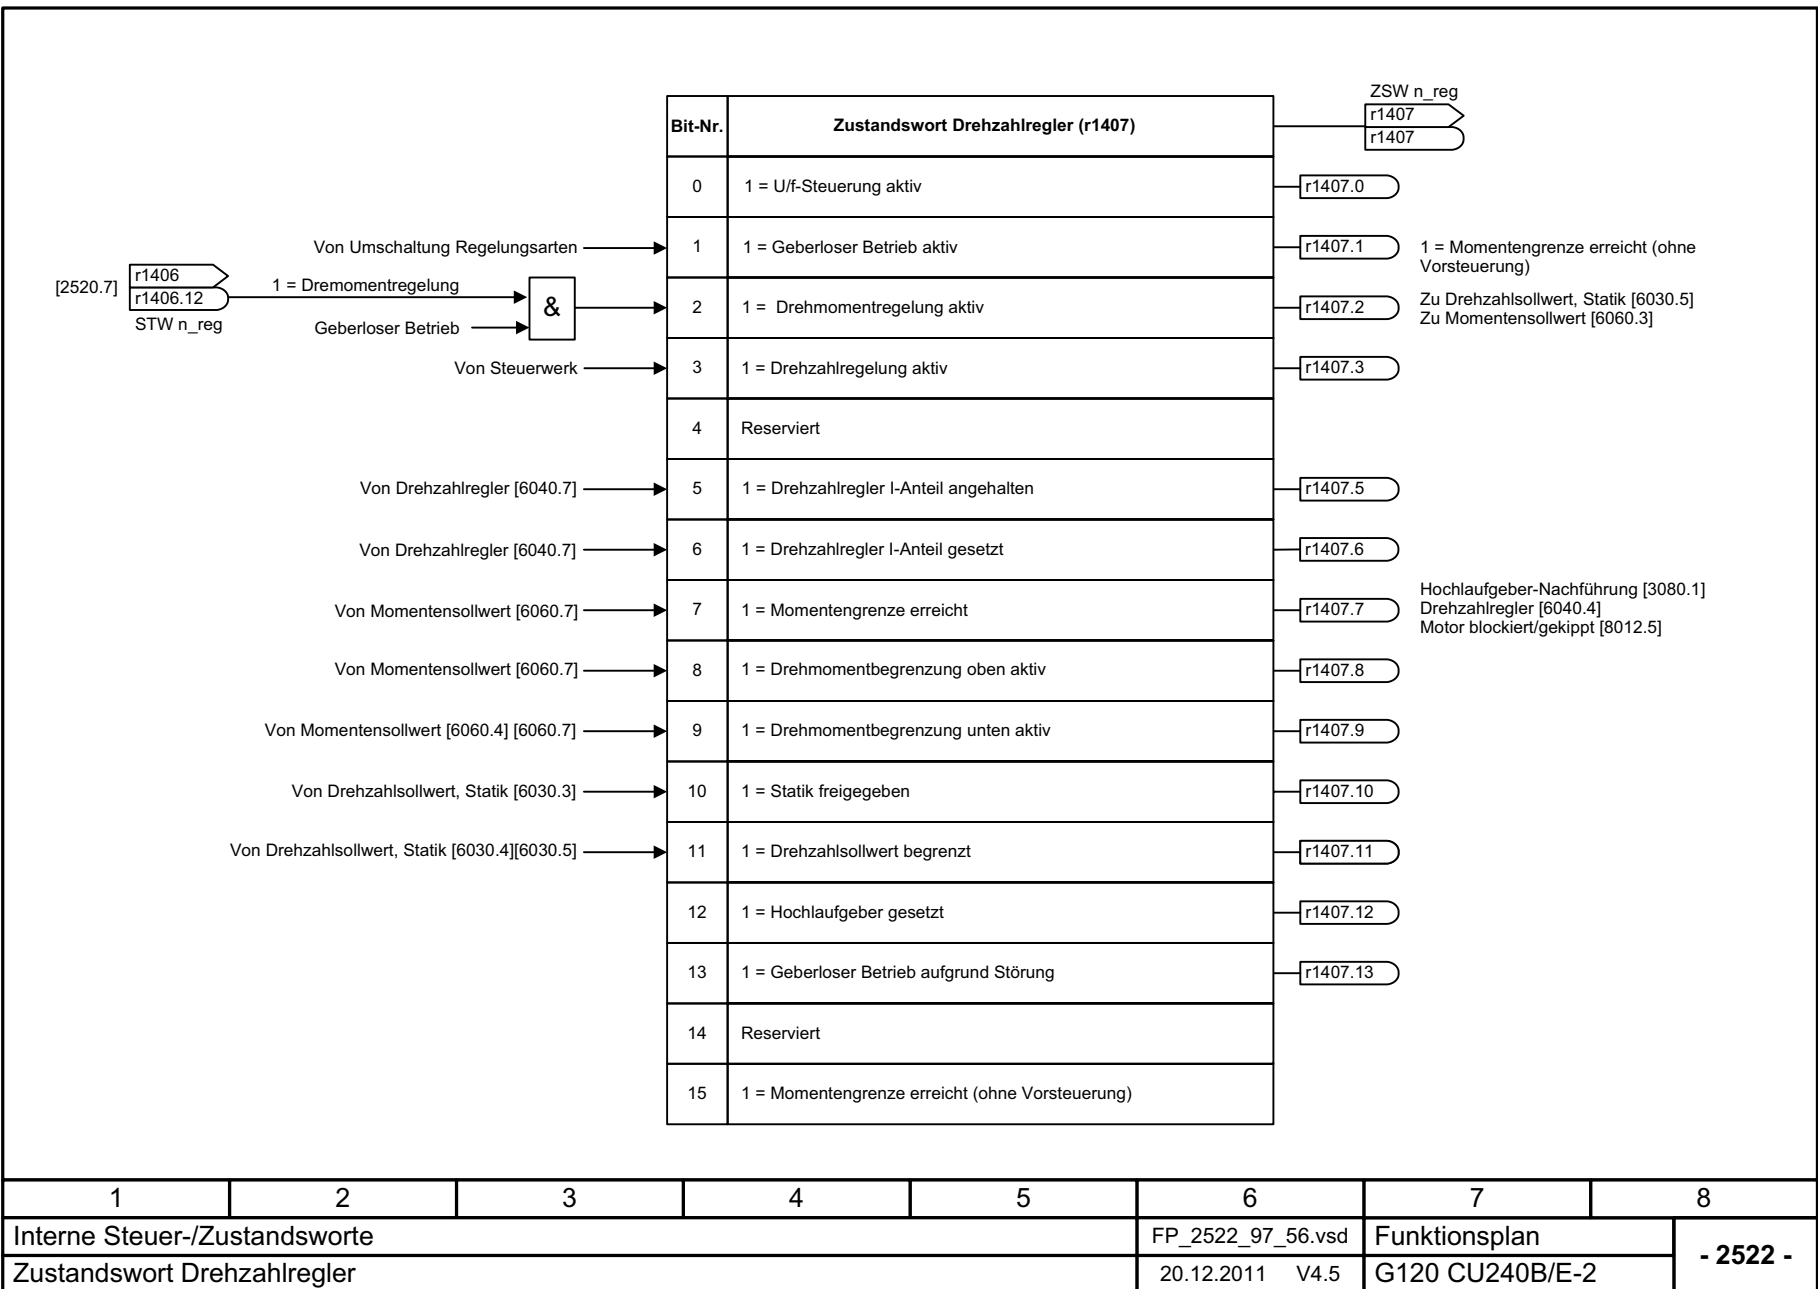 ZSW n_reg
r1407
r1407
Bit-Nr. Zustandswort Drehzahlregler (r1407)
0 1 = U/f-Steuerung aktiv r1407.0
Von Umschaltung Regelungsarten 1 1 = Geberloser Betrieb aktiv r1407.1 1 = Momentengrenze erreicht (ohne
Vorsteuerung)
[2520.7] r1406
r1406.12
STW n_reg
1 = Dremomentregelung
Geberloser Betrieb
&
2 1 = Drehmomentregelung aktiv r1407.2 Zu Drehzahlsollwert, Statik [6030.5]
Zu Momentensollwert [6060.3]
Von Steuerwerk 3 1 = Drehzahlregelung aktiv r1407.3
4 Reserviert
Von Drehzahlregler [6040.7] 5 1 = Drehzahlregler I-Anteil angehalten r1407.5
Von Drehzahlregler [6040.7] 6 1 = Drehzahlregler I-Anteil gesetzt r1407.6
Von Momentensollwert [6060.7] 7 1 = Momentengrenze erreicht r1407.7 Hochlaufgeber-Nachführung [3080.1]
Drehzahlregler [6040.4]
Motor blockiert/gekippt [8012.5]
Von Momentensollwert [6060.7] 8 1 = Drehmomentbegrenzung oben aktiv r1407.8
Von Momentensollwert [6060.4] [6060.7] 9 1 = Drehmomentbegrenzung unten aktiv r1407.9
Von Drehzahlsollwert, Statik [6030.3] 10 1 = Statik freigegeben r1407.10
Von Drehzahlsollwert, Statik [6030.4][6030.5] 11 1 = Drehzahlsollwert begrenzt r1407.11
12 1 = Hochlaufgeber gesetzt r1407.12
13 1 = Geberloser Betrieb aufgrund Störung r1407.13
14 Reserviert
15 1 = Momentengrenze erreicht (ohne Vorsteuerung)
1 2 3 4 5 6 7 8
Interne Steuer-/Zustandsworte FP_2522_97_56.vsd Funktionsplan
- 2522 -
Zustandswort Drehzahlregler 20.12.2011 V4.5 G120 CU240B/E-2